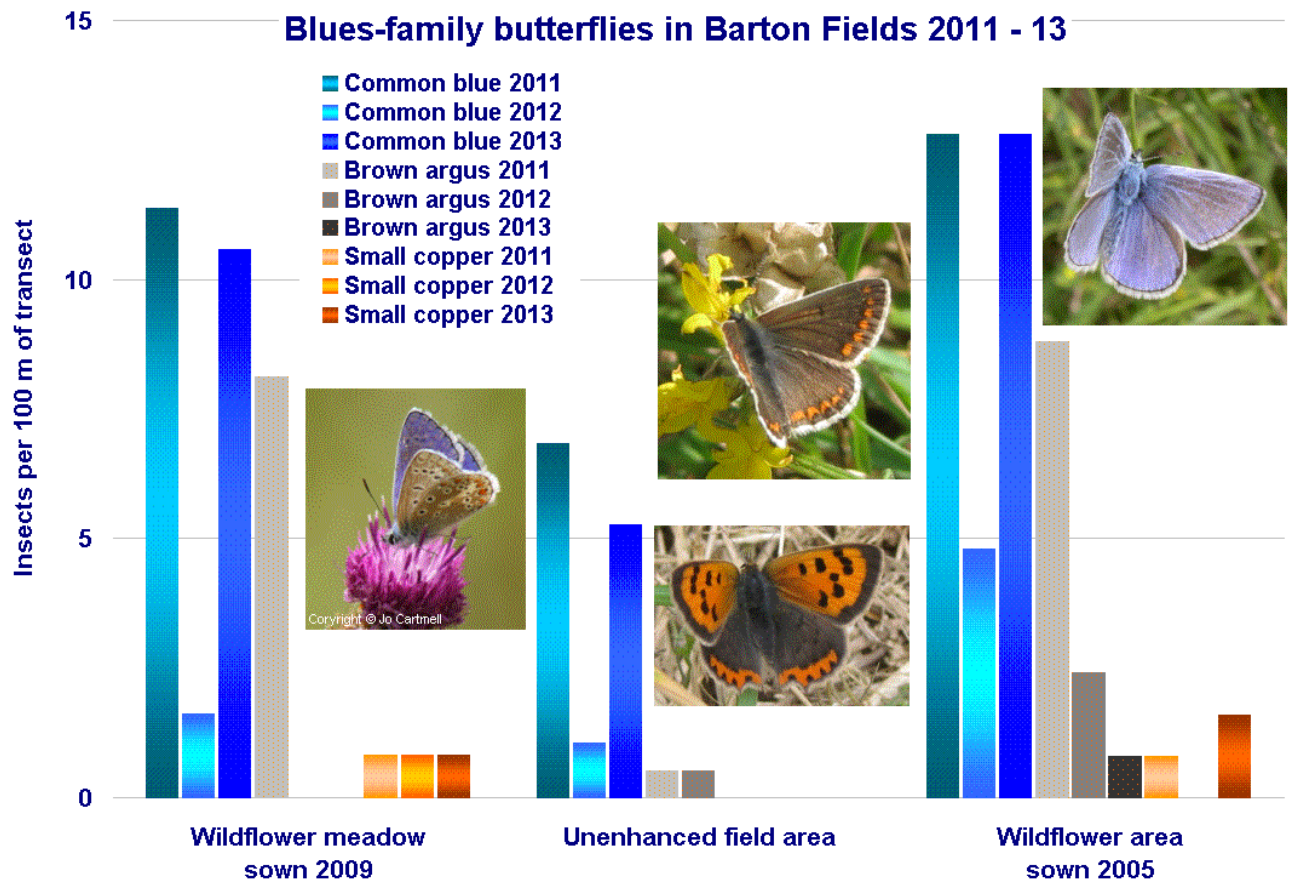 Blues-family butterflies in Barton Fields 2011 - 13
15
10
5
0
Insects per 100 m of transect
Common blue 2011
Common blue 2012
Common blue 2013
Brown argus 2011
Brown argus 2012
Brown argus 2013
Small copper 2011
Small copper 2012
Small copper 2013
Coryright © Jo Cartmell
Wildflower meadow
sown 2009
Unenhanced field area
Wildflower area
sown 2005